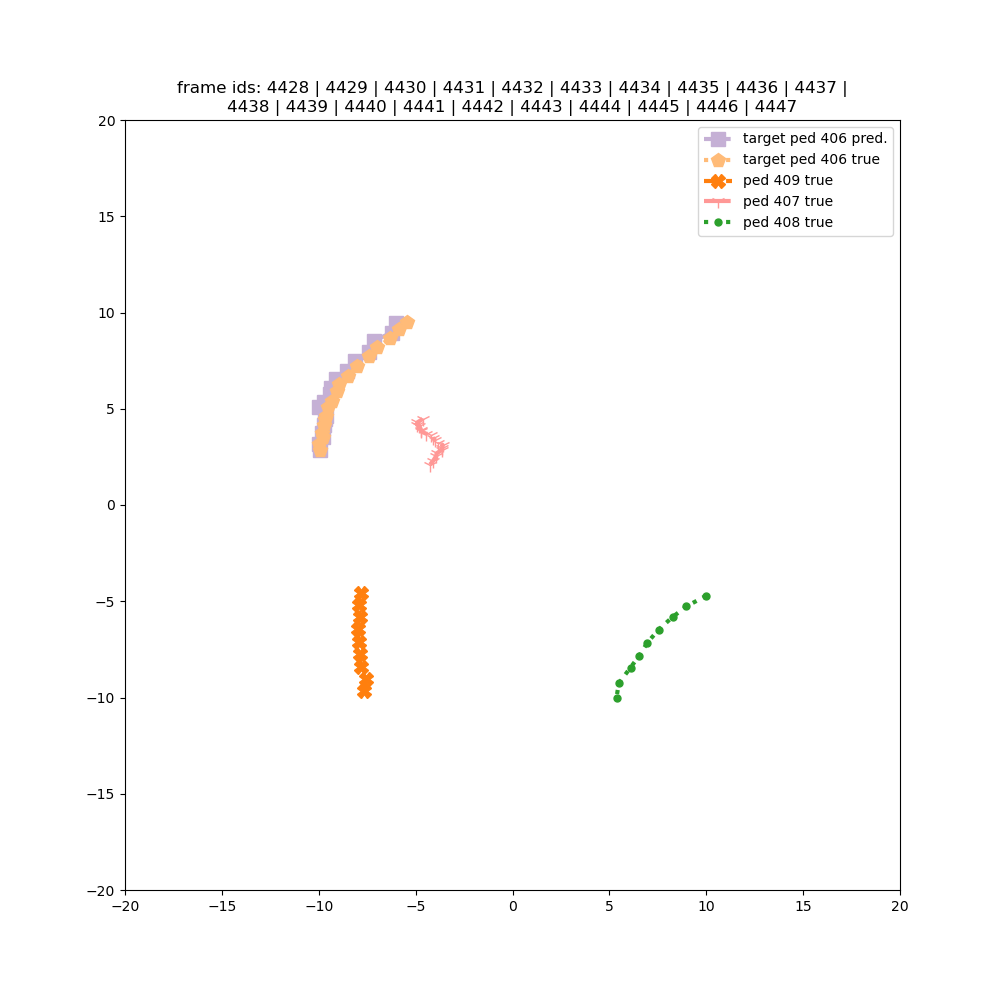 frame ids: 4428 | 4429 | 4430 | 4431 | 4432 | 4433 | 4434 | 4435 | 4436 | 4437 |
4438 | 4439 | 4440 | 4441 | 4442 | 4443 | 4444 | 4445 | 4446 | 4447
target ped 406 pred.
target ped 406 true
ped 409 true
ped 407 true
ped 408 true
20
15
10
5
0
−5
−10
−15
−20
−20 −15 −10 −5 0 5 10 15 20